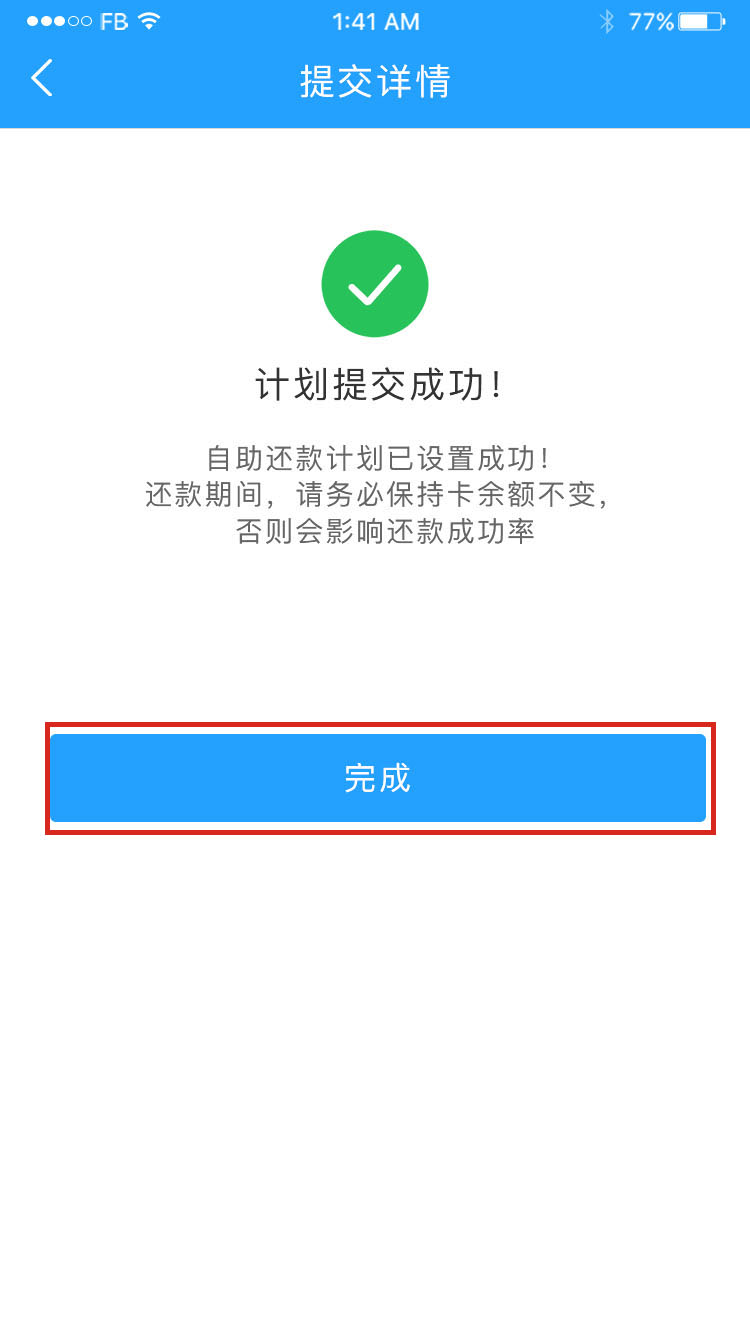 FB 1:41 AM 77%
提交详情
计划提交成功!
自助还款计划已设置成功!
还款期间，请务必保持卡余额不变，
否则会影响还款成功率
完成